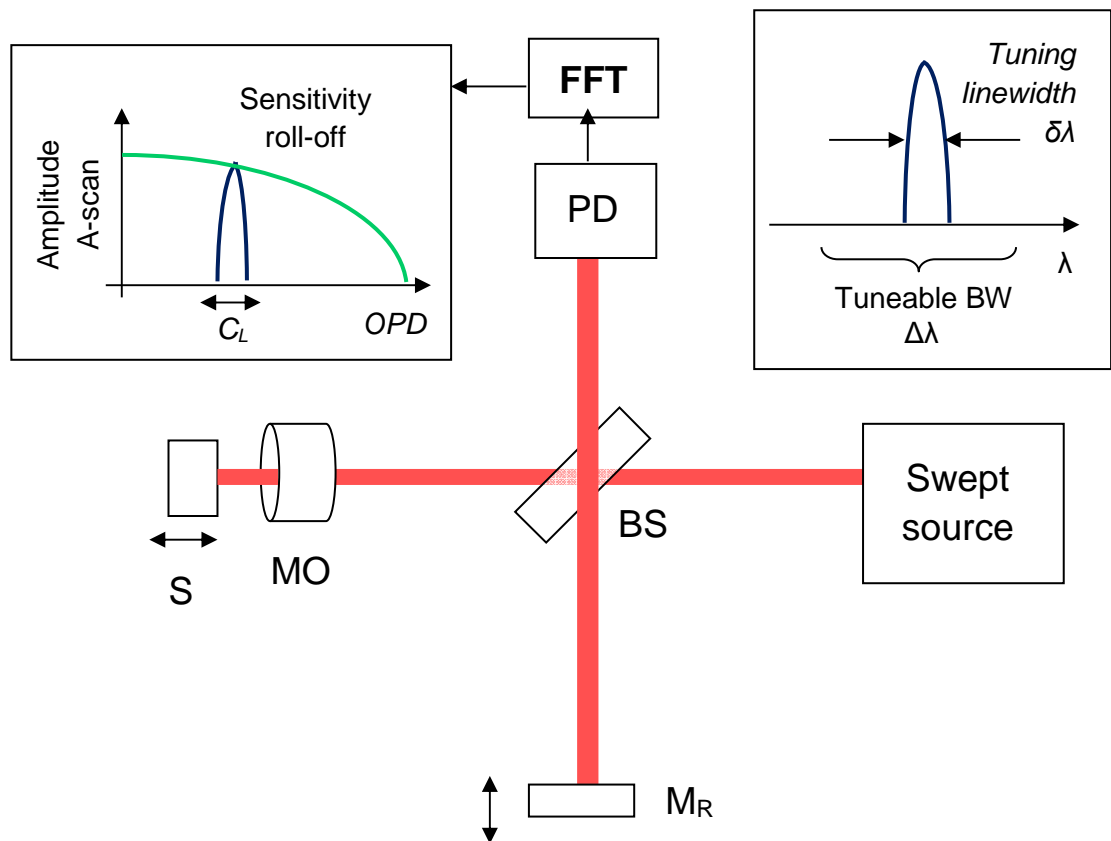 FFT
Sensitivity
roll-off
Amplitude
A-scan
C_L
OPD
Tuning
linewidth
δλ
λ
Tuneable BW
Δλ
PD
BS
Swept
source
MO
S
M_R